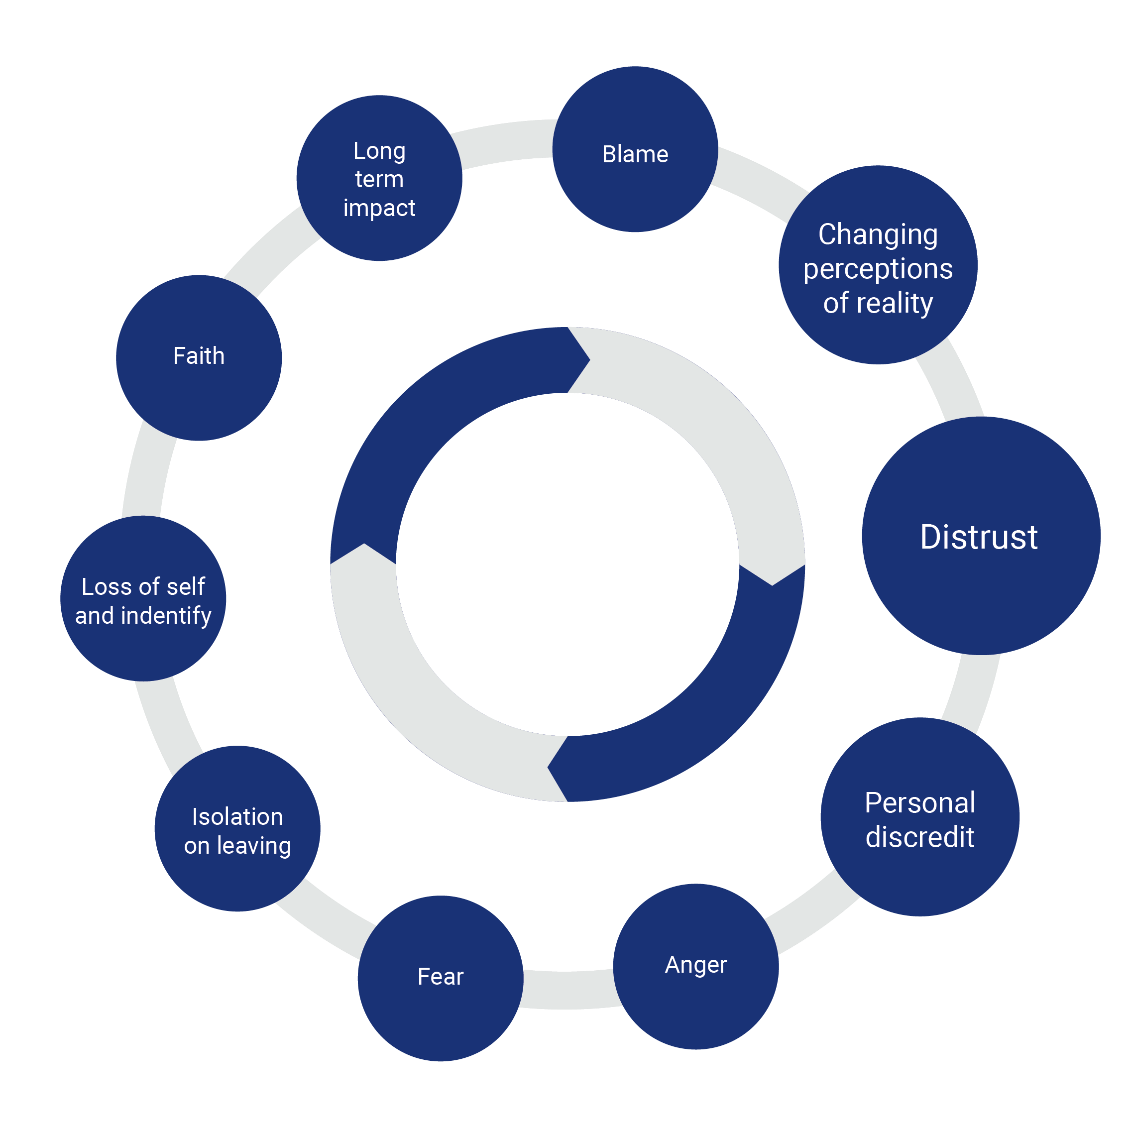 Blame
Changing
perceptions
of reality
Distrust
Personal
discredit
Anger
Fear
Isolation
on leaving
Loss of self
and indentify
Faith
Long
term
impact